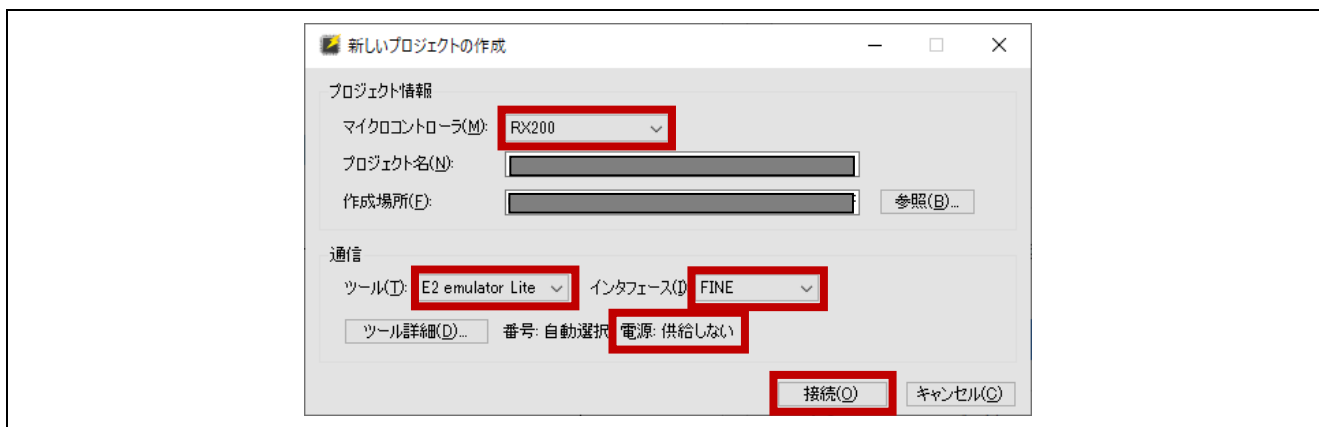 新しいプロジェクトの作成
プロジェクト情報
マイクロコントローラ(M): RX200
プロジェクト名(N):
作成場所(F): 参照(B)...
通信
ツール(T): E2 emulator Lite インタフェース(I) FINE
ツール詳細(D)... 番号: 自動選択 電源: 供給しない
接続(O) キャンセル(C)